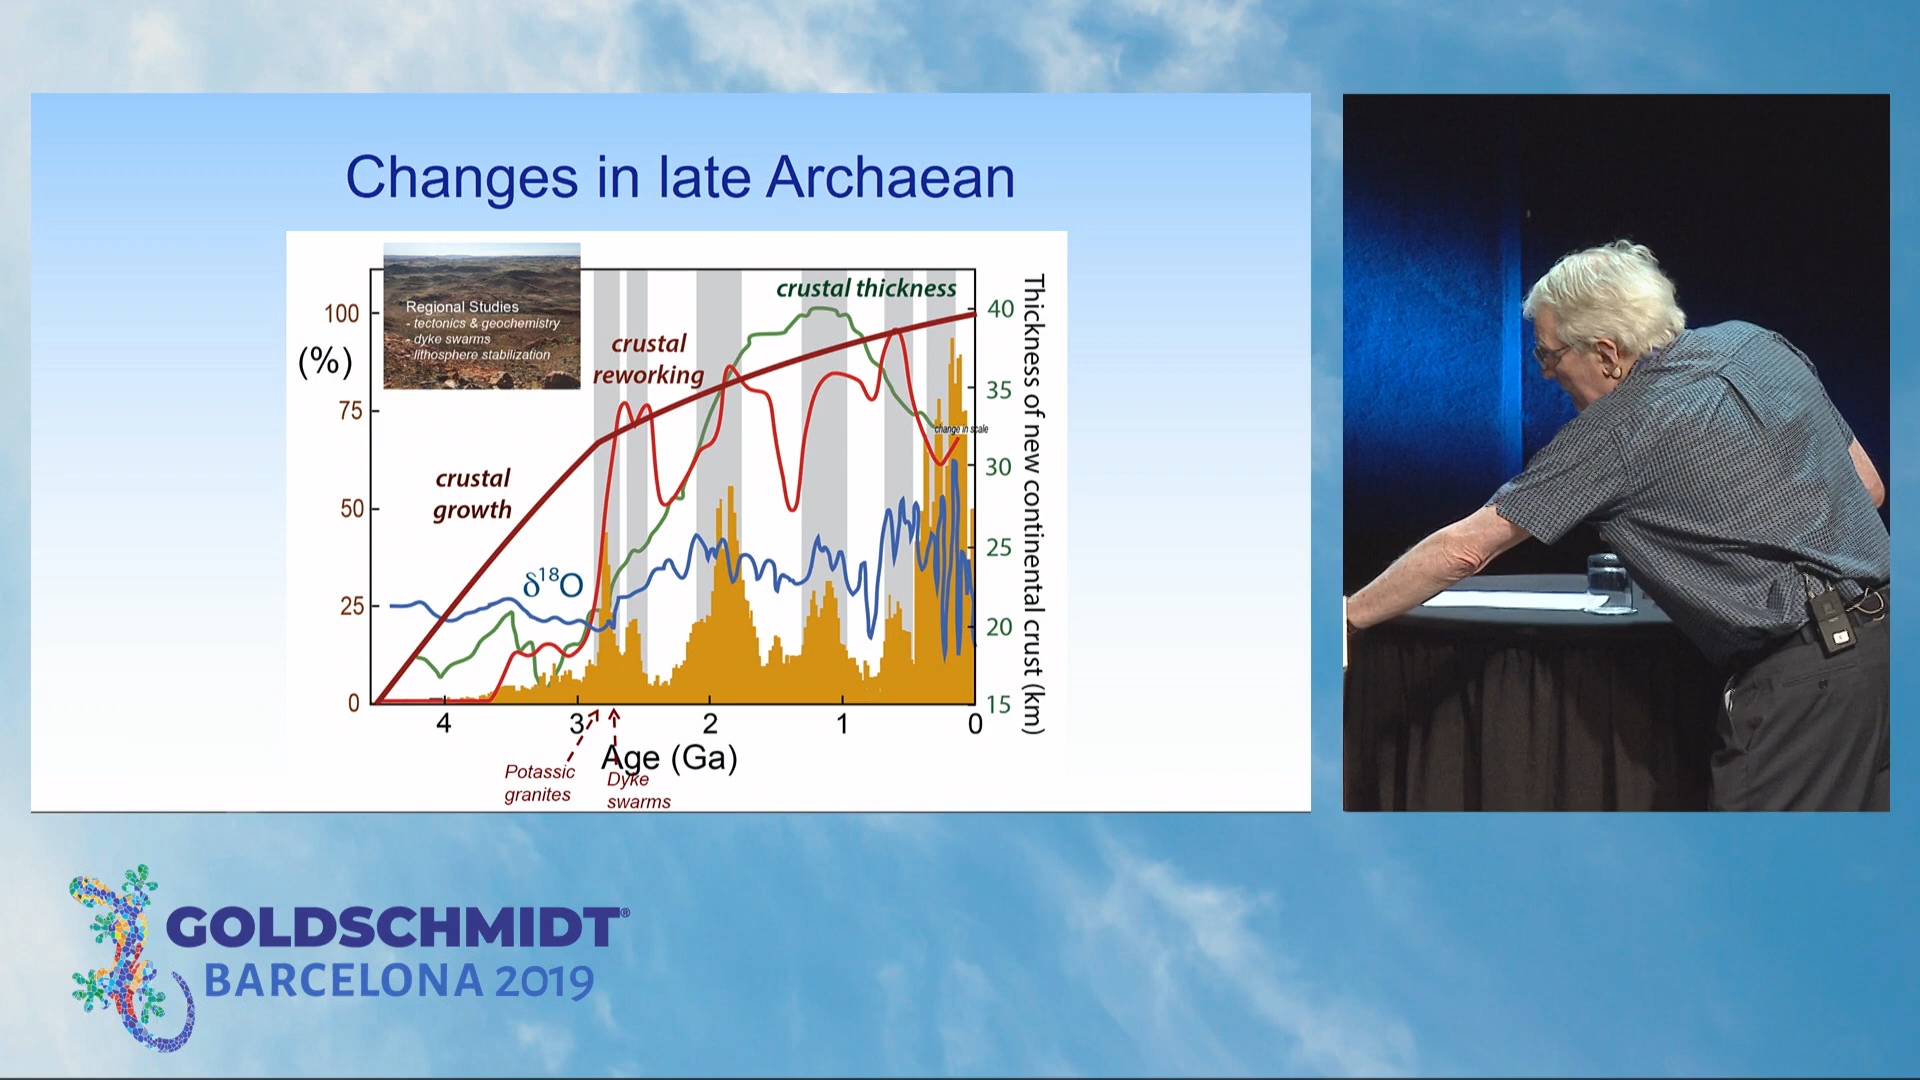 Changes in late Archaean
Regional Studies
- tectonics & geochemistry
- dyke swarms
- lithosphere stabilization
crustal thickness
crustal
reworking
crustal
growth
δ18O
change in scale
(%)
100
75
50
25
0
40
35
30
25
20
15
Thickness of new continental crust (km)
4
3
2
1
0
Age (Ga)
Potassic
granites
Dyke
swarms
GOLDSCHMIDT®
BARCELONA 2019